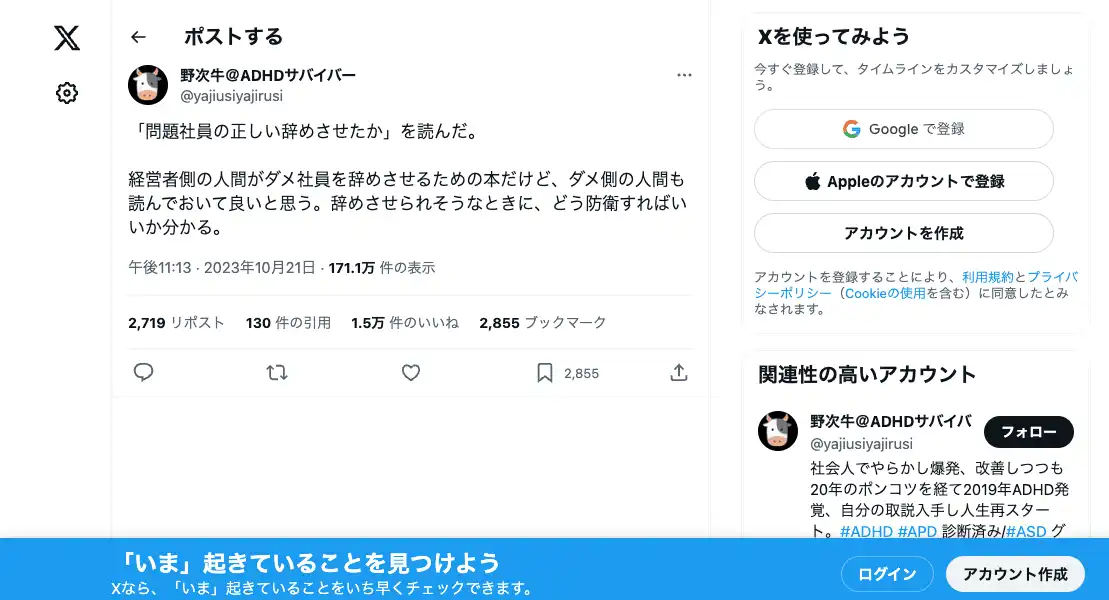 ポストする
野次牛@ADHDサバイバー
@yajiusiyajirusi
「問題社員の正しい辞めさせたか」を読んだ。
経営者側の人間がダメ社員を辞めさせるための本だけど、ダメ側の人間も
読んでおいて良いと思う。辞めさせられそうなときに、どう防衛すればい
いか分かる。
午後11:13 · 2023年10月21日 · 171.1万 件の表示
2,719 リポスト 130 件の引用 1.5万 件のいいね 2,855 ブックマーク
2,855
Xを使ってみよう
今すぐ登録して、タイムラインをカスタマイズしましょ
う。
Google で登録
Appleのアカウントで登録
アカウントを作成
アカウントを登録することにより、利用規約とプライバ
シーポリシー（Cookieの使用を含む）に同意したとみ
なされます。
関連性の高いアカウント
野次牛@ADHDサバイバ
@yajiusiyajirusi
フォロー
社会人でやらかし爆発、改善しつつも
20年のポンコツを経て2019年ADHD発
覚、自分の取説入手し人生再スター
ト。#ADHD #APD 診断済み/#ASD グ
「いま」起きていることを見つけよう
Xなら、「いま」起きていることをいち早くチェックできます。
ログイン
アカウント作成